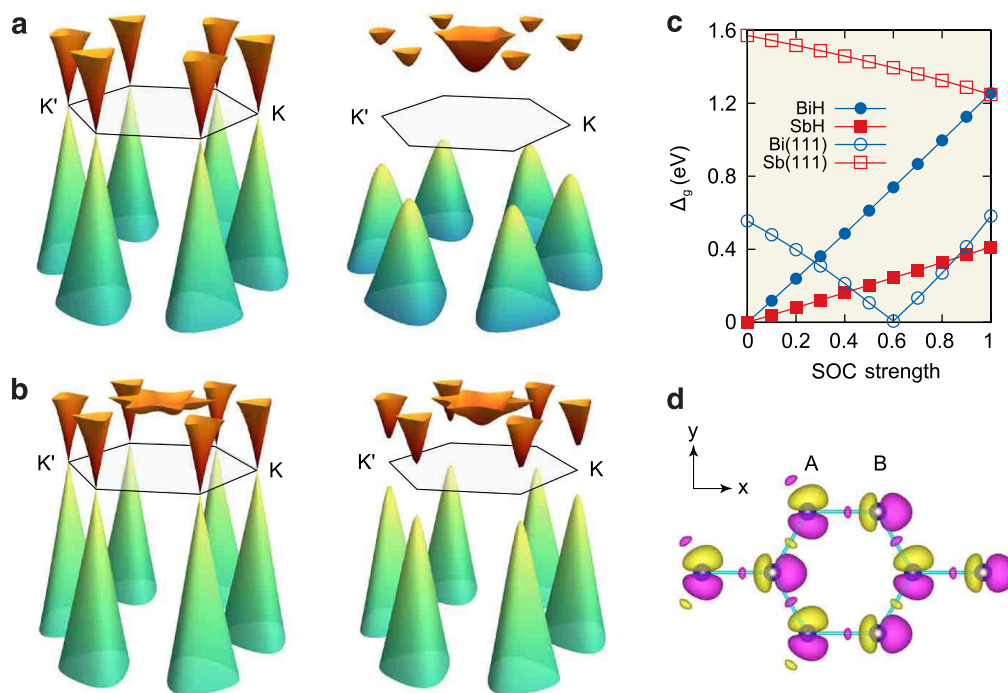 a
K'
K
K'
K
b
K'
K
K'
K
c
1.6
1.2
0.8
0.4
0
Δg (eV)
BiH
SbH
Bi(111)
Sb(111)
0 0.2 0.4 0.6 0.8 1
SOC strength
d
y
x
A B